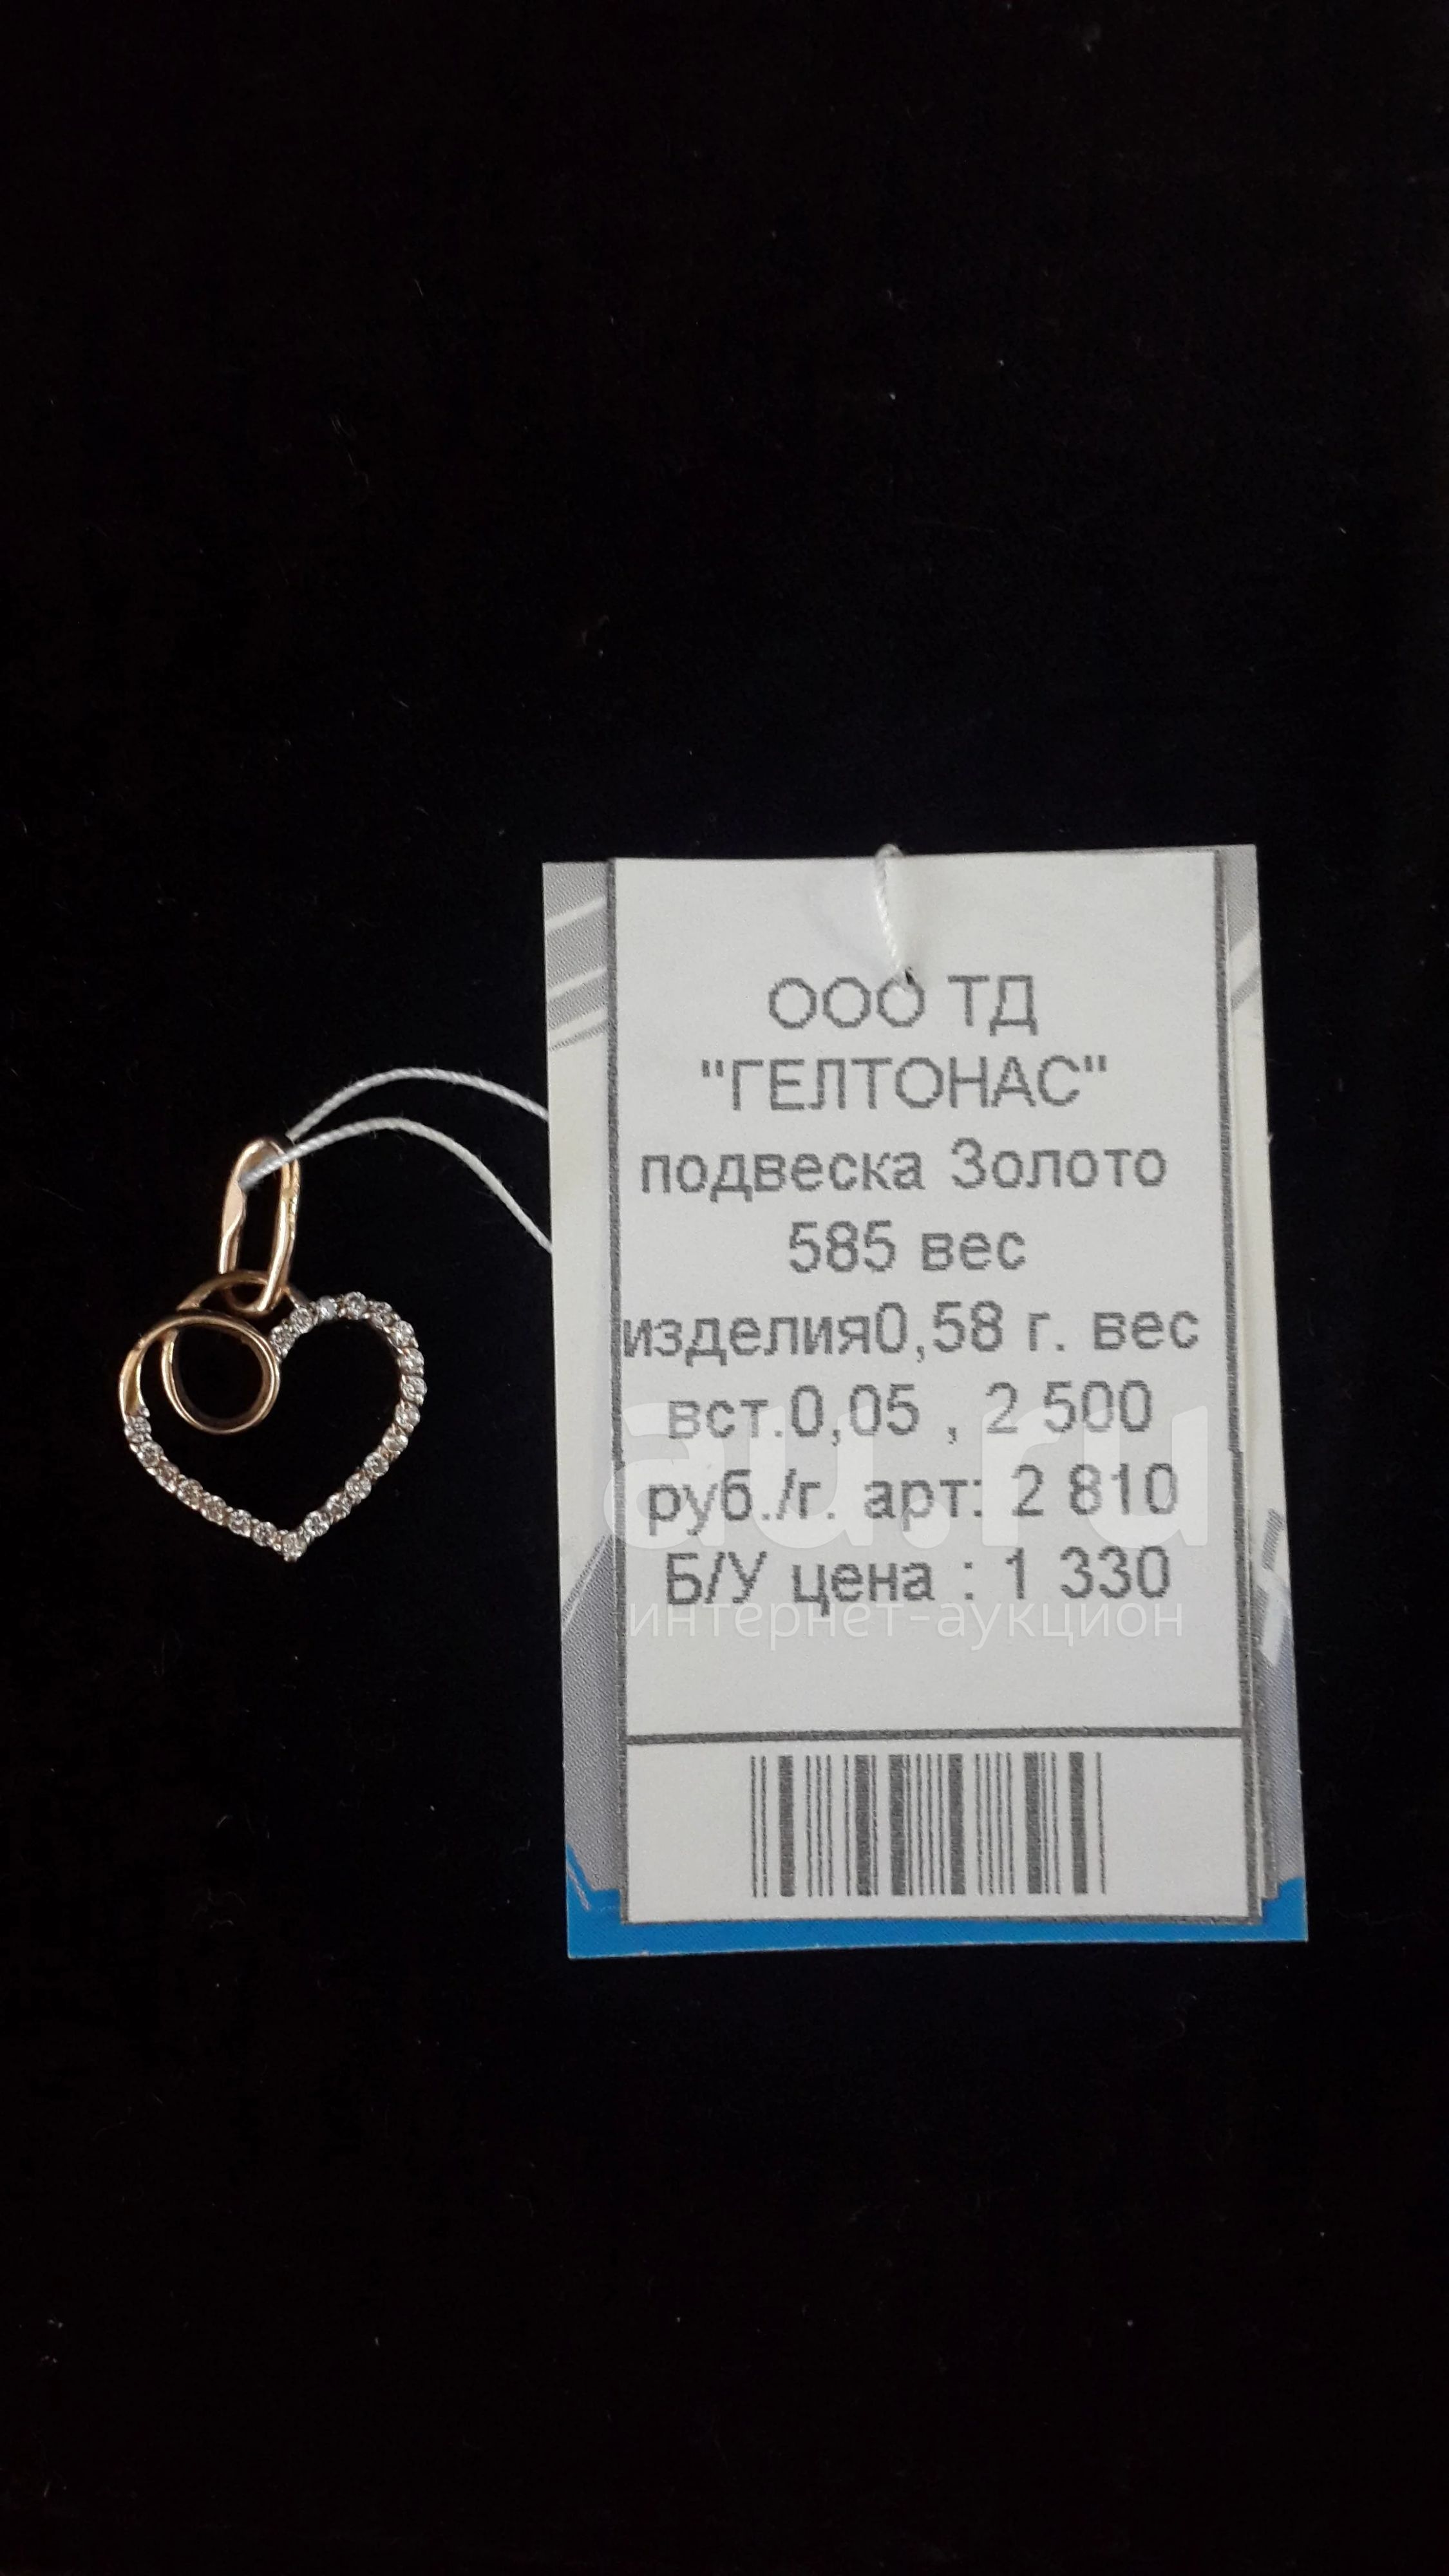 ООО ТД
"ГЕЛТОНАС"
подвеска Золото
585 вес
изделия0,58 г. вес
вст.0,05 , 2 500
руб./г. арт: 2 810
Б/У цена : 1 330
au.ru
интернет-аукцион